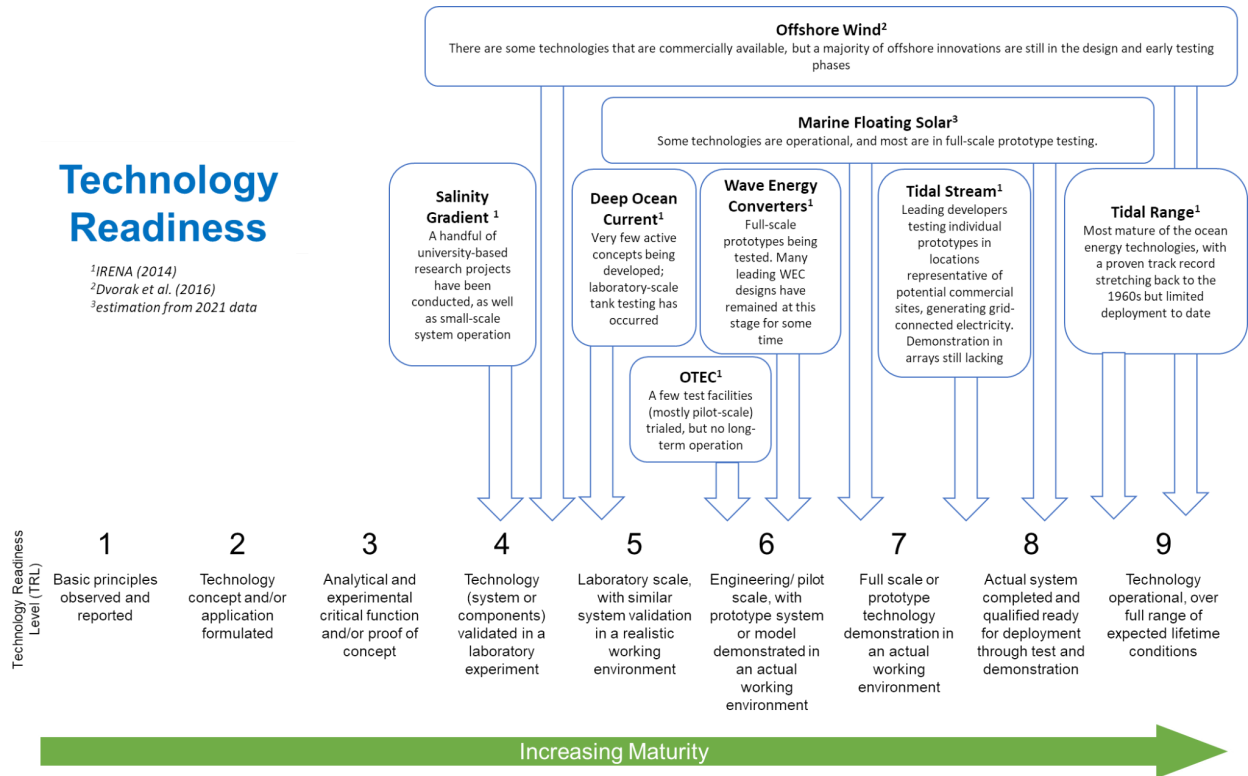 Offshore Wind2
There are some technologies that are commercially available, but a majority of offshore innovations are still in the design and early testing
phases
Marine Floating Solar3
Some technologies are operational, and most are in full-scale prototype testing.
Technology
Readiness
1IRENA (2014)
2Dvorak et al. (2016)
3estimation from 2021 data
Salinity
Gradient 1
A handful of
university-based
research projects
have been
conducted, as well
as small-scale
system operation
Deep Ocean
Current1
Very few active
concepts being
developed;
laboratory-scale
tank testing has
occurred
Wave Energy
Converters1
Full-scale
prototypes being
tested. Many
leading WEC
designs have
remained at this
stage for some
time
OTEC1
A few test facilities
(mostly pilot-scale)
trialed, but no long-
term operation
Tidal Stream1
Leading developers
testing individual
prototypes in
locations
representative of
potential commercial
sites, generating grid-
connected electricity.
Demonstration in
arrays still lacking
Tidal Range1
Most mature of the ocean
energy technologies, with
a proven track record
stretching back to the
1960s but limited
deployment to date
Technology Readiness
Level (TRL)
1
Basic principles
observed and
reported
2
Technology
concept and/or
application
formulated
3
Analytical and
experimental
critical function
and/or proof of
concept
4
Technology
(system or
components)
validated in a
laboratory
experiment
5
Laboratory scale,
with similar
system validation
in a realistic
working
environment
6
Engineering/ pilot
scale, with
prototype system
or model
demonstrated in
an actual
working
environment
7
Full scale or
prototype
technology
demonstration in
an actual
working
environment
8
Actual system
completed and
qualified ready
for deployment
through test and
demonstration
9
Technology
operational, over
full range of
expected lifetime
conditions
Increasing Maturity